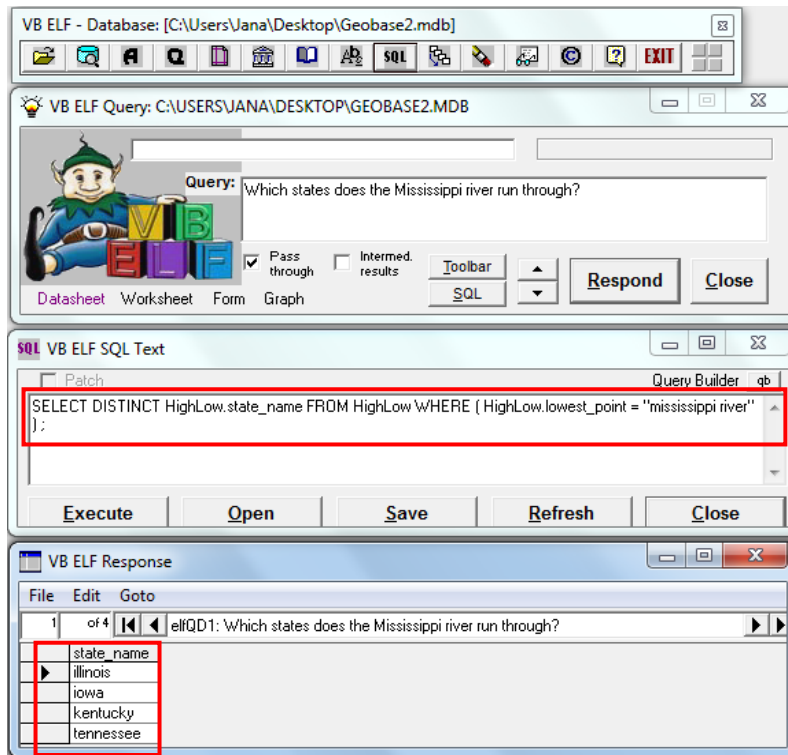 VB ELF - Database: [C:\Users\Jana\Desktop\Geobase2.mdb]
A Q Ab SQL © ? EXIT
VB ELF Query: C:\USERS\JANA\DESKTOP\GEOBASE2.MDB
Query:
Which states does the Mississippi river run through?
V B
E L F
Pass through
Intermed. results
Toolbar
SQL
Respond
Close
Datasheet Worksheet Form Graph
SQL VB ELF SQL Text
Patch
Query Builder qb
SELECT DISTINCT HighLow.state_name FROM HighLow WHERE ( HighLow.lowest_point = "mississippi river"
) ;
Execute Open Save Refresh Close
VB ELF Response
File Edit Goto
1 of 4 elfQD1: Which states does the Mississippi river run through?
state_name
illinois
iowa
kentucky
tennessee